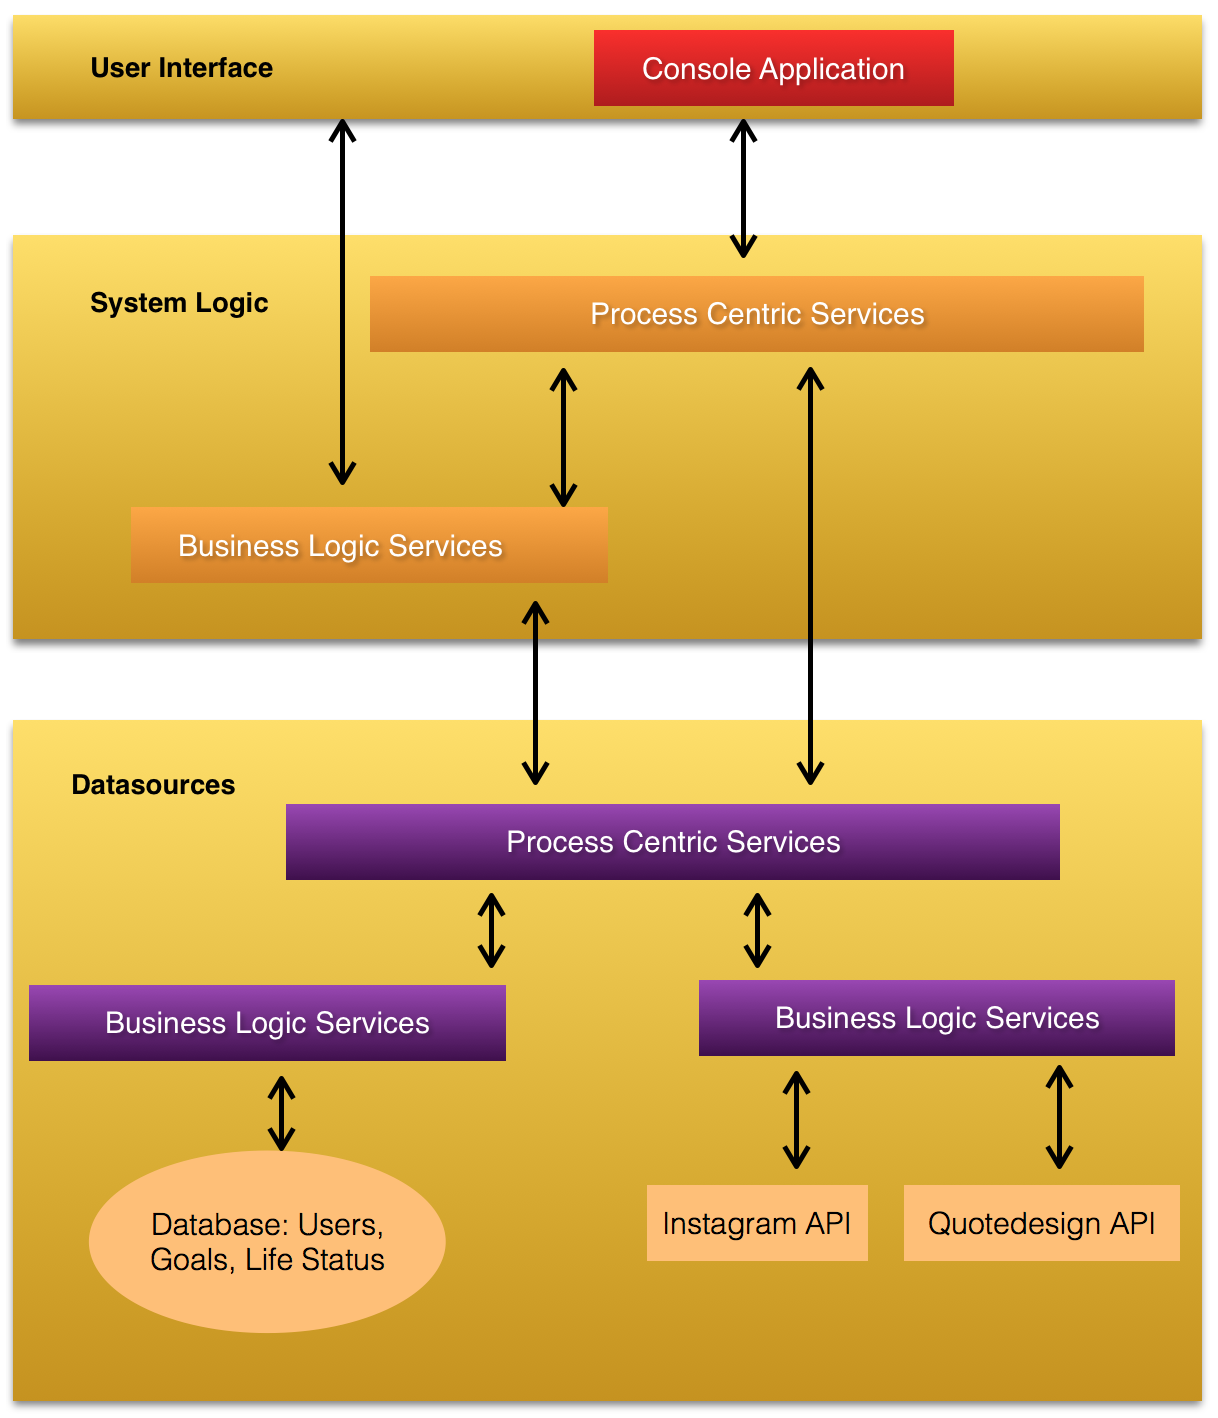 User Interface
Console Application
System Logic
Process Centric Services
Business Logic Services
Datasources
Process Centric Services
Business Logic Services
Business Logic Services
Database: Users,
Goals, Life Status
Instagram API
Quotedesign API